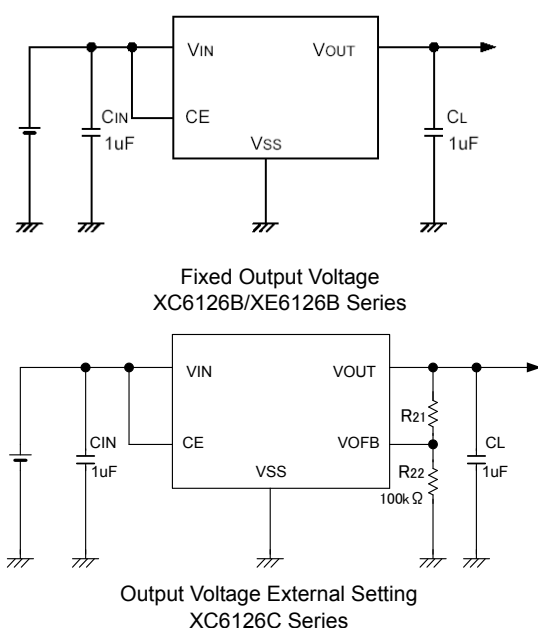 VIN VOUT
CIN CE CL
1uF 1uF
VSS
Fixed Output Voltage
XC6126B/XE6126B Series
VIN VOUT
R21
CIN CE VOFB CL
1uF VSS R22 1uF
100kΩ
Output Voltage External Setting
XC6126C Series